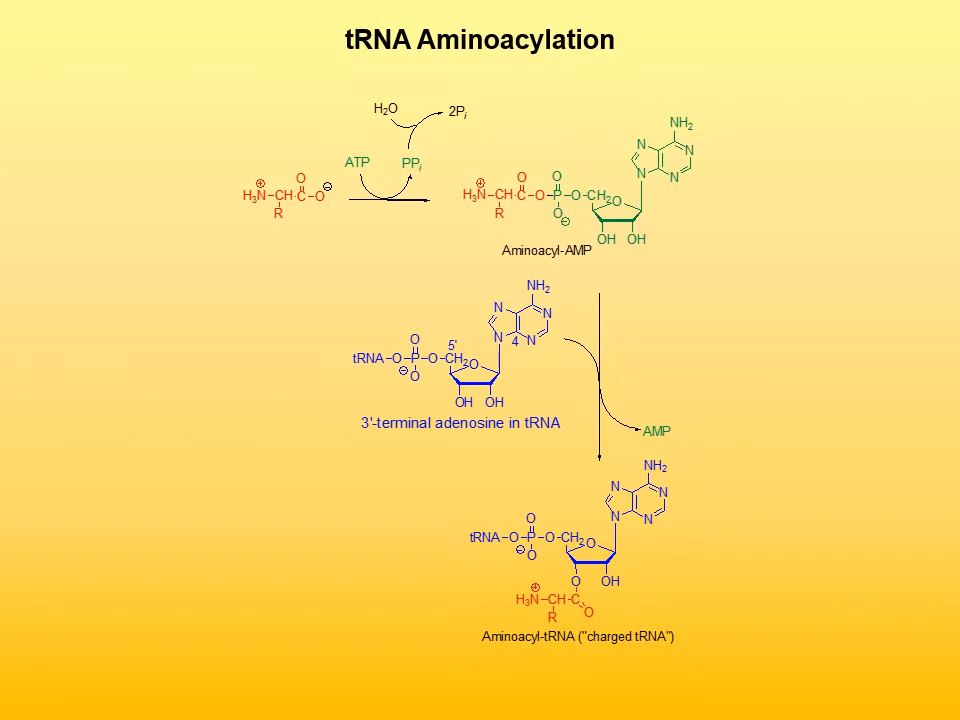 tRNA Aminoacylation
H2O
2Pi
ATP
PPi
NH2
N
N
N
N
O
H3N CH C O
R
O
O
H3N CH C O P O CH2 O
R
O
OH OH
Aminoacyl-AMP
NH2
N
N
N 4 N
O
5'
tRNA O P O CH2 O
O
OH OH
3'-terminal adenosine in tRNA
AMP
NH2
N
N
N
N
O
tRNA O P O CH2 O
O
O OH
H3N CH C
O
R
Aminoacyl-tRNA ("charged tRNA")